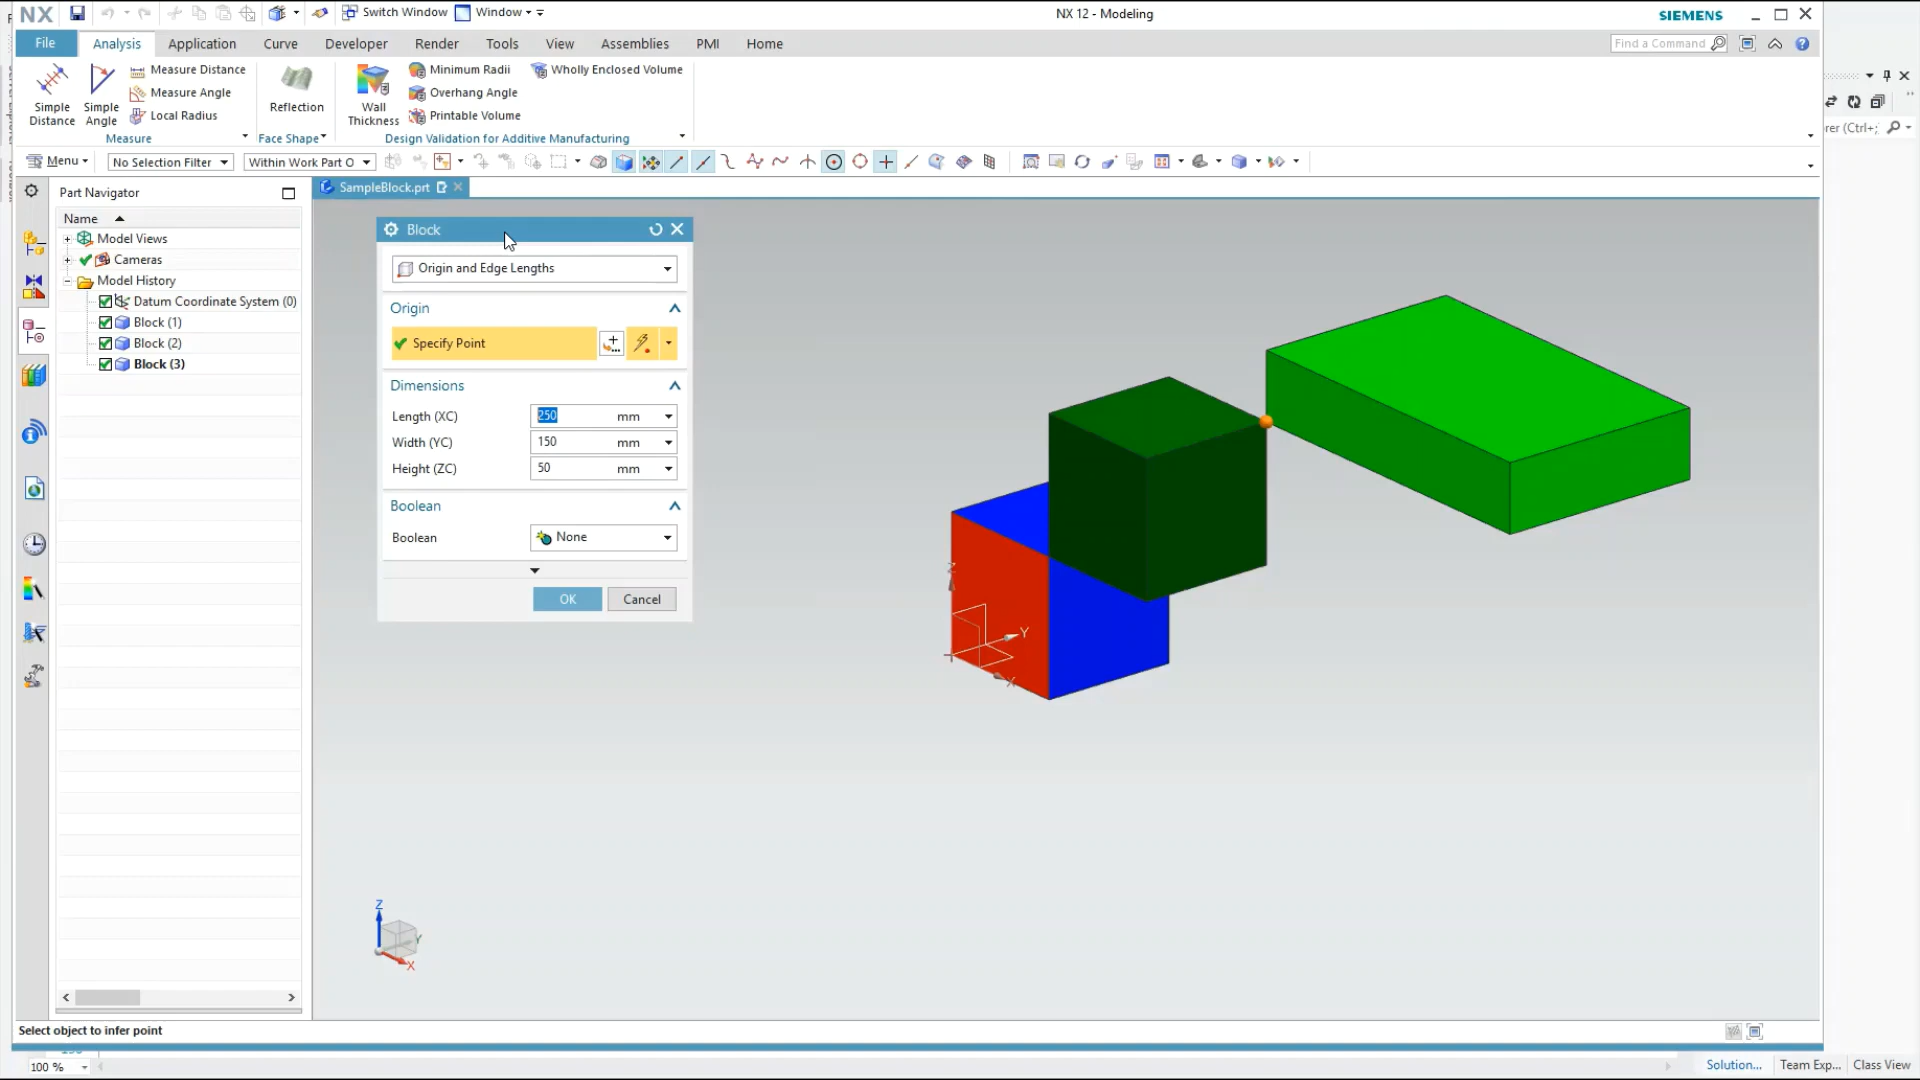 NX Switch Window Window NX 12 - Modeling SIEMENS
File Analysis Application Curve Developer Render Tools View Assemblies PMI Home Find a Command
Simple Distance
Simple Angle
Measure Distance
Measure Angle
Local Radius
Measure
Reflection
Face Shape
Wall Thickness
Minimum Radii
Overhang Angle
Printable Volume
Wholly Enclosed Volume
Design Validation for Additive Manufacturing
Menu No Selection Filter Within Work Part O
Part Navigator
Name
Model Views
Cameras
Model History
Datum Coordinate System (0)
Block (1)
Block (2)
Block (3)
SampleBlock.prt
Block
Origin and Edge Lengths
Origin
Specify Point
Dimensions
Length (XC) 250 mm
Width (YC) 150 mm
Height (ZC) 50 mm
Boolean
Boolean None
OK Cancel
Z
Y
X
Z
Y
X
rer (Ctrl+;
Select object to infer point
100 % Solution... Team Exp... Class View